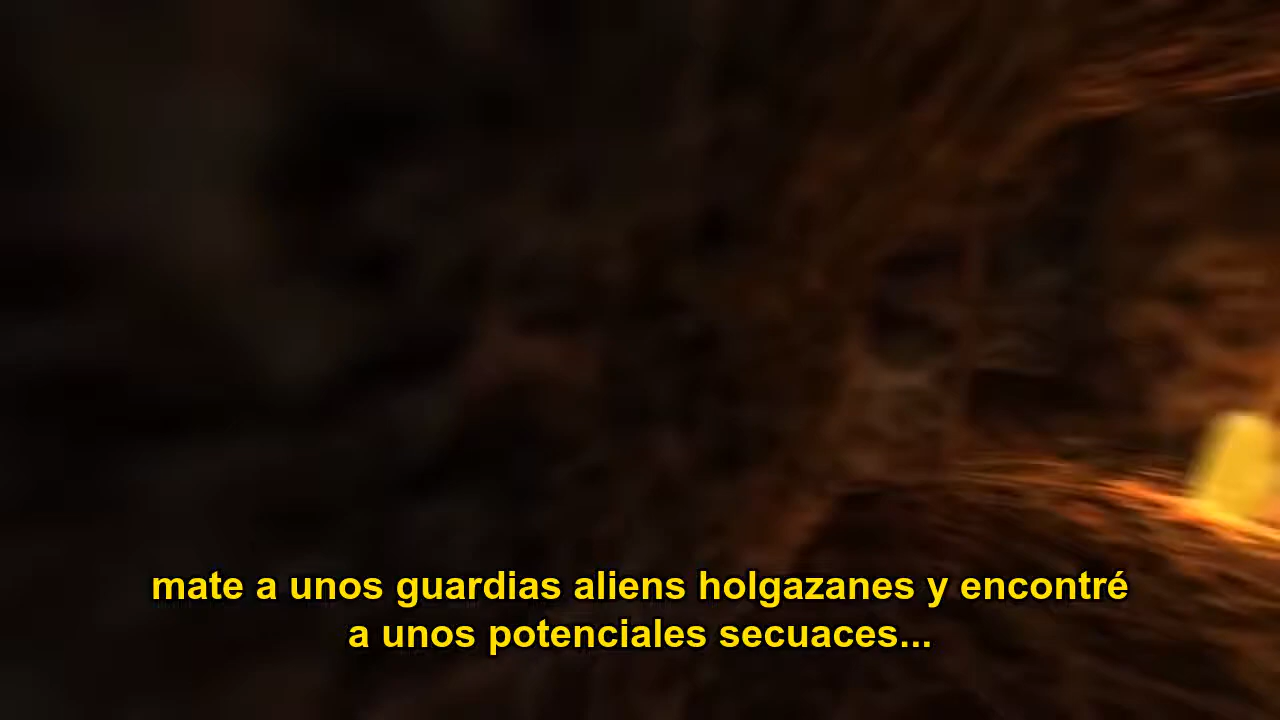 mate a unos guardias aliens holgazanes y encontré
a unos potenciales secuaces...